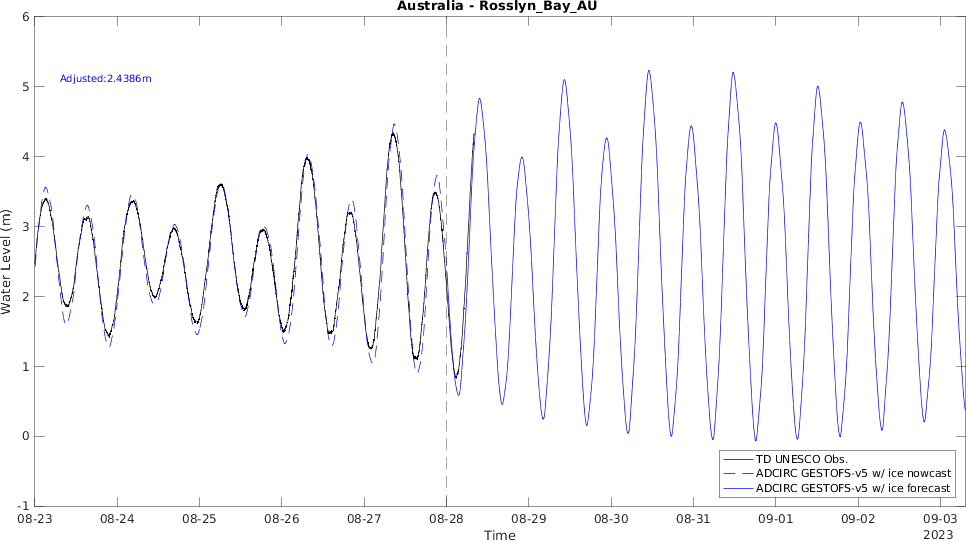 Australia - Rosslyn_Bay_AU
6
5
4
3
2
1
0
-1
Water Level (m)
Adjusted:2.4386m
TD UNESCO Obs.
ADCIRC GESTOFS-v5 w/ ice nowcast
ADCIRC GESTOFS-v5 w/ ice forecast
08-23 08-24 08-25 08-26 08-27 08-28 08-29 08-30 08-31 09-01 09-02 09-03
2023
Time